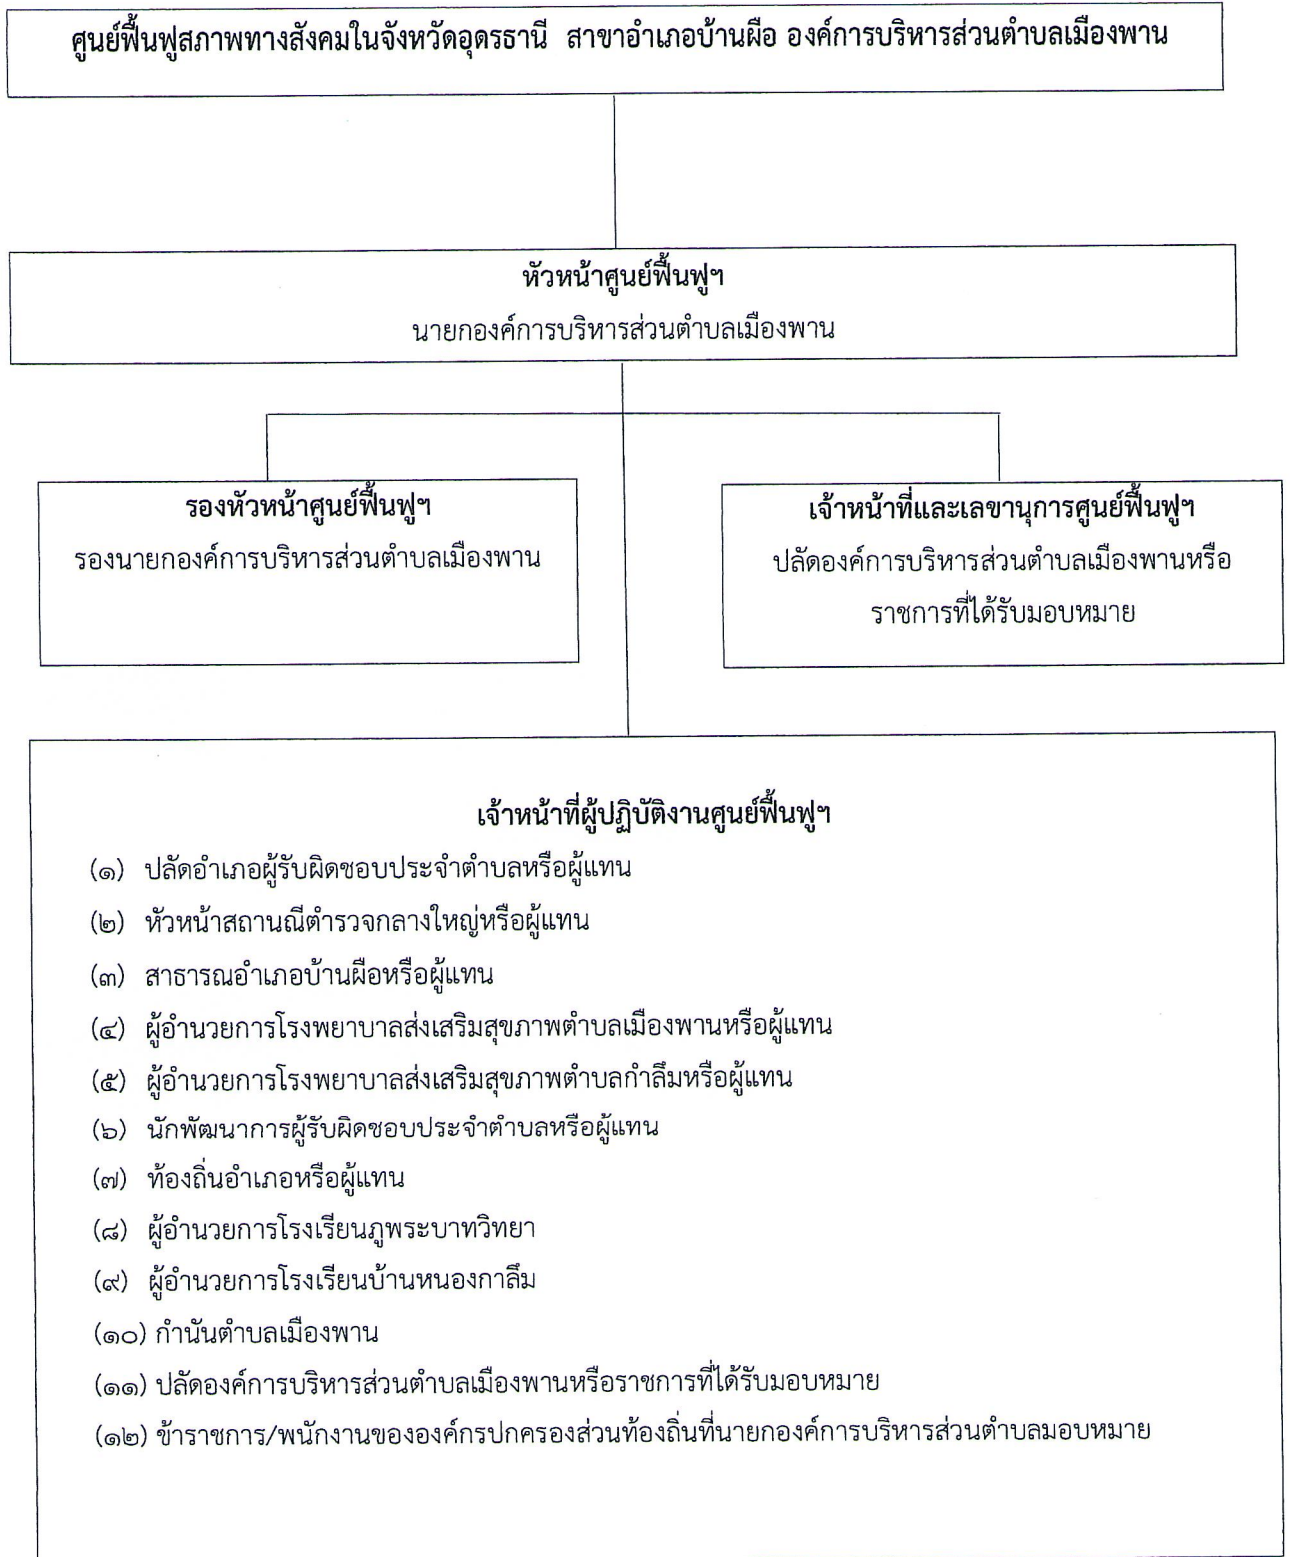 ศูนย์ฟื้นฟูสภาพทางสังคมในจังหวัดอุดรธานี สาขาอำเภอบ้านผือ องค์การบริหารส่วนตำบลเมืองพาน
หัวหน้าศูนย์ฟื้นฟูฯ
นายกองค์การบริหารส่วนตำบลเมืองพาน
รองหัวหน้าศูนย์ฟื้นฟูฯ
รองนายกองค์การบริหารส่วนตำบลเมืองพาน
เจ้าหน้าที่และเลขานุการศูนย์ฟื้นฟูฯ
ปลัดองค์การบริหารส่วนตำบลเมืองพานหรือ
ราชการที่ได้รับมอบหมาย
เจ้าหน้าที่ผู้ปฏิบัติงานศูนย์ฟื้นฟูฯ
(๑) ปลัดอำเภอผู้รับผิดชอบประจำตำบลหรือผู้แทน
(๒) หัวหน้าสถานณีตำรวจกลางใหญ่หรือผู้แทน
(๓) สาธารณอำเภอบ้านผือหรือผู้แทน
(๔) ผู้อำนวยการโรงพยาบาลส่งเสริมสุขภาพตำบลเมืองพานหรือผู้แทน
(๕) ผู้อำนวยการโรงพยาบาลส่งเสริมสุขภาพตำบลกำลึมหรือผู้แทน
(๖) นักพัฒนาการผู้รับผิดชอบประจำตำบลหรือผู้แทน
(๗) ท้องถิ่นอำเภอหรือผู้แทน
(๘) ผู้อำนวยการโรงเรียนภูพระบาทวิทยา
(๙) ผู้อำนวยการโรงเรียนบ้านหนองกาลึม
(๑๐) กำนันตำบลเมืองพาน
(๑๑) ปลัดองค์การบริหารส่วนตำบลเมืองพานหรือราชการที่ได้รับมอบหมาย
(๑๒) ข้าราชการ/พนักงานขององค์กรปกครองส่วนท้องถิ่นที่นายกองค์การบริหารส่วนตำบลมอบหมาย